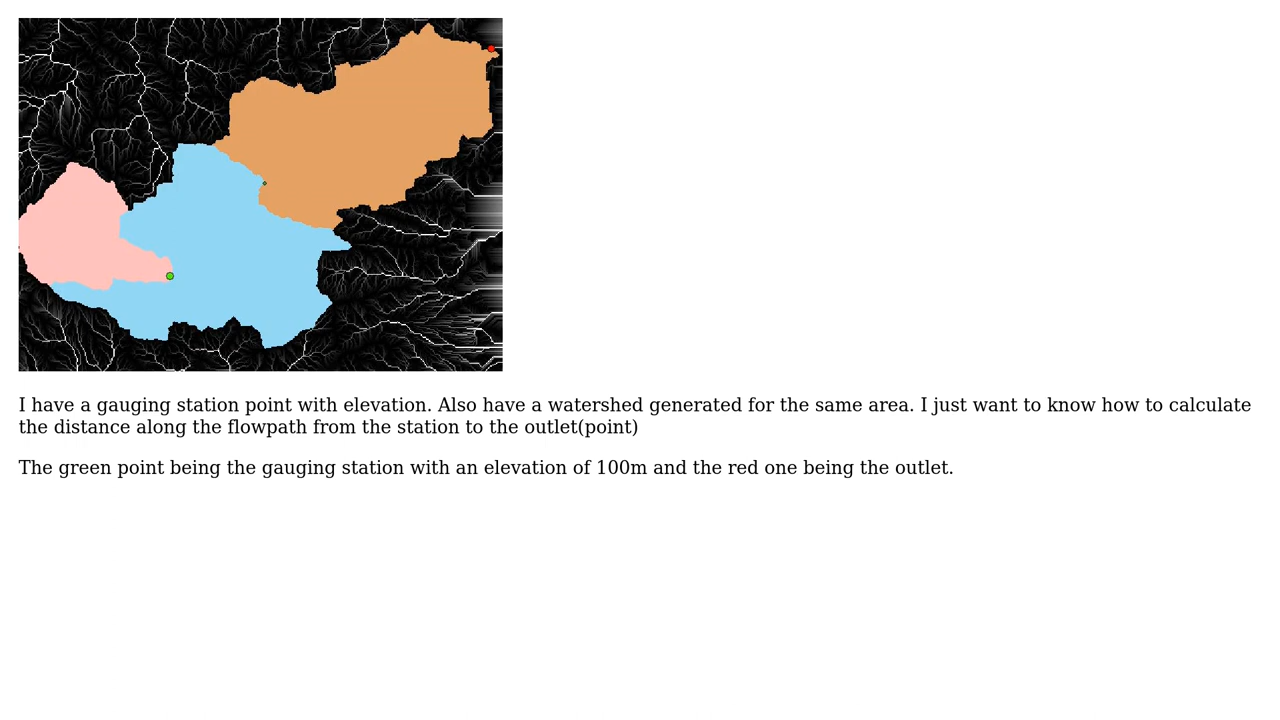 I have a gauging station point with elevation. Also have a watershed generated for the same area. I just want to know how to calculate
the distance along the flowpath from the station to the outlet(point)
The green point being the gauging station with an elevation of 100m and the red one being the outlet.